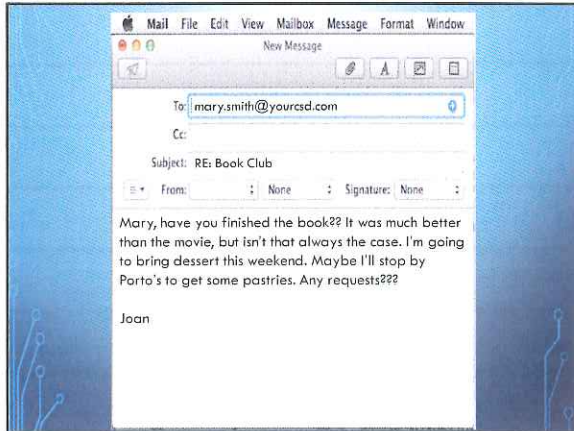 Mail File Edit View Mailbox Message Format Window
New Message
A
To: mary.smith@yourcsd.com
Cc:
Subject: RE: Book Club
From: None Signature: None
Mary, have you finished the book?? It was much better
than the movie, but isn't that always the case. I'm going
to bring dessert this weekend. Maybe I'll stop by
Porto's to get some pastries. Any requests???
Joan